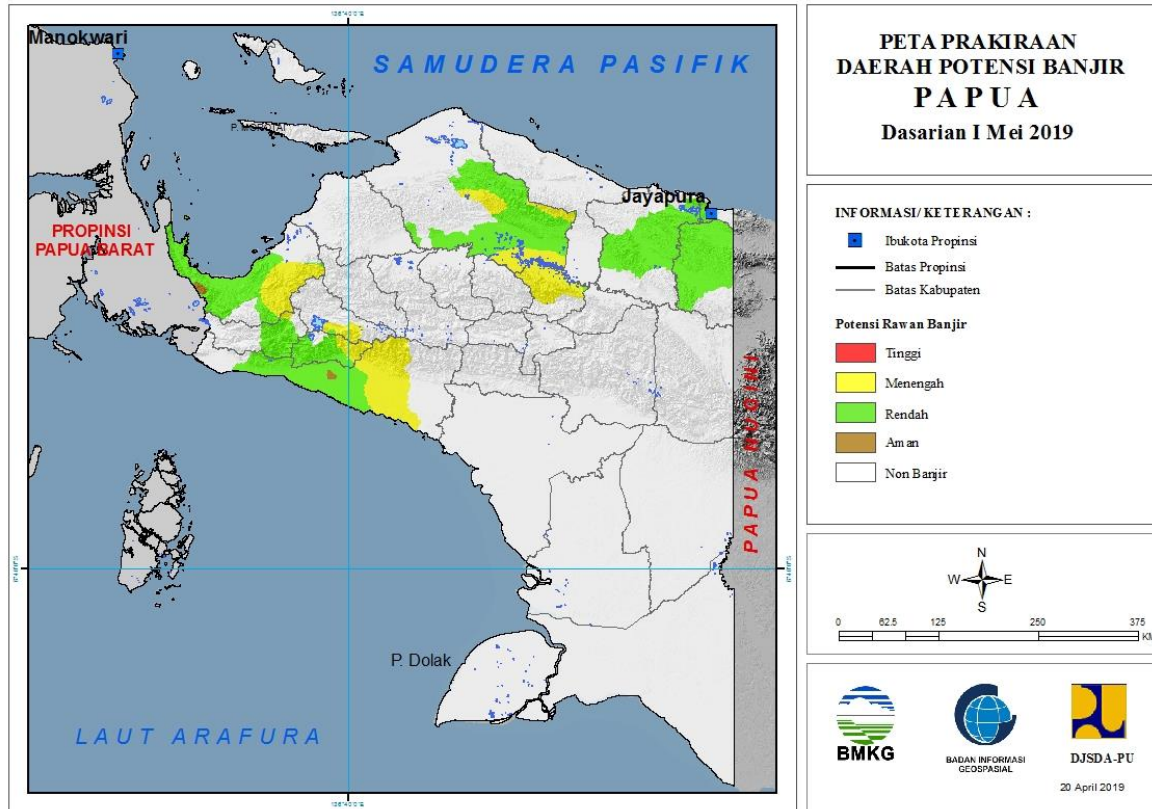 Manokwari
SAMUDERA PASIFIK
Jayapura
PROPINSI
PAPUA BARAT
PAPUA NUGINI
P. Dolak
LAUT ARAFURA
PETA PRAKIRAAN
DAERAH POTENSI BANJIR
PAPUA
Dasarian I Mei 2019
INFORMASI/ KETERANGAN :
Ibukota Propinsi
Batas Propinsi
Batas Kabupaten
Potensi Rawan Banjir
Tinggi
Menengah
Rendah
Aman
Non Banjir
N
W E
S
0 62.5 125 250 375
KM
BMKG
BADAN INFORMASI
GEOSPASIAL
DJSDA-PU
20 April 2019